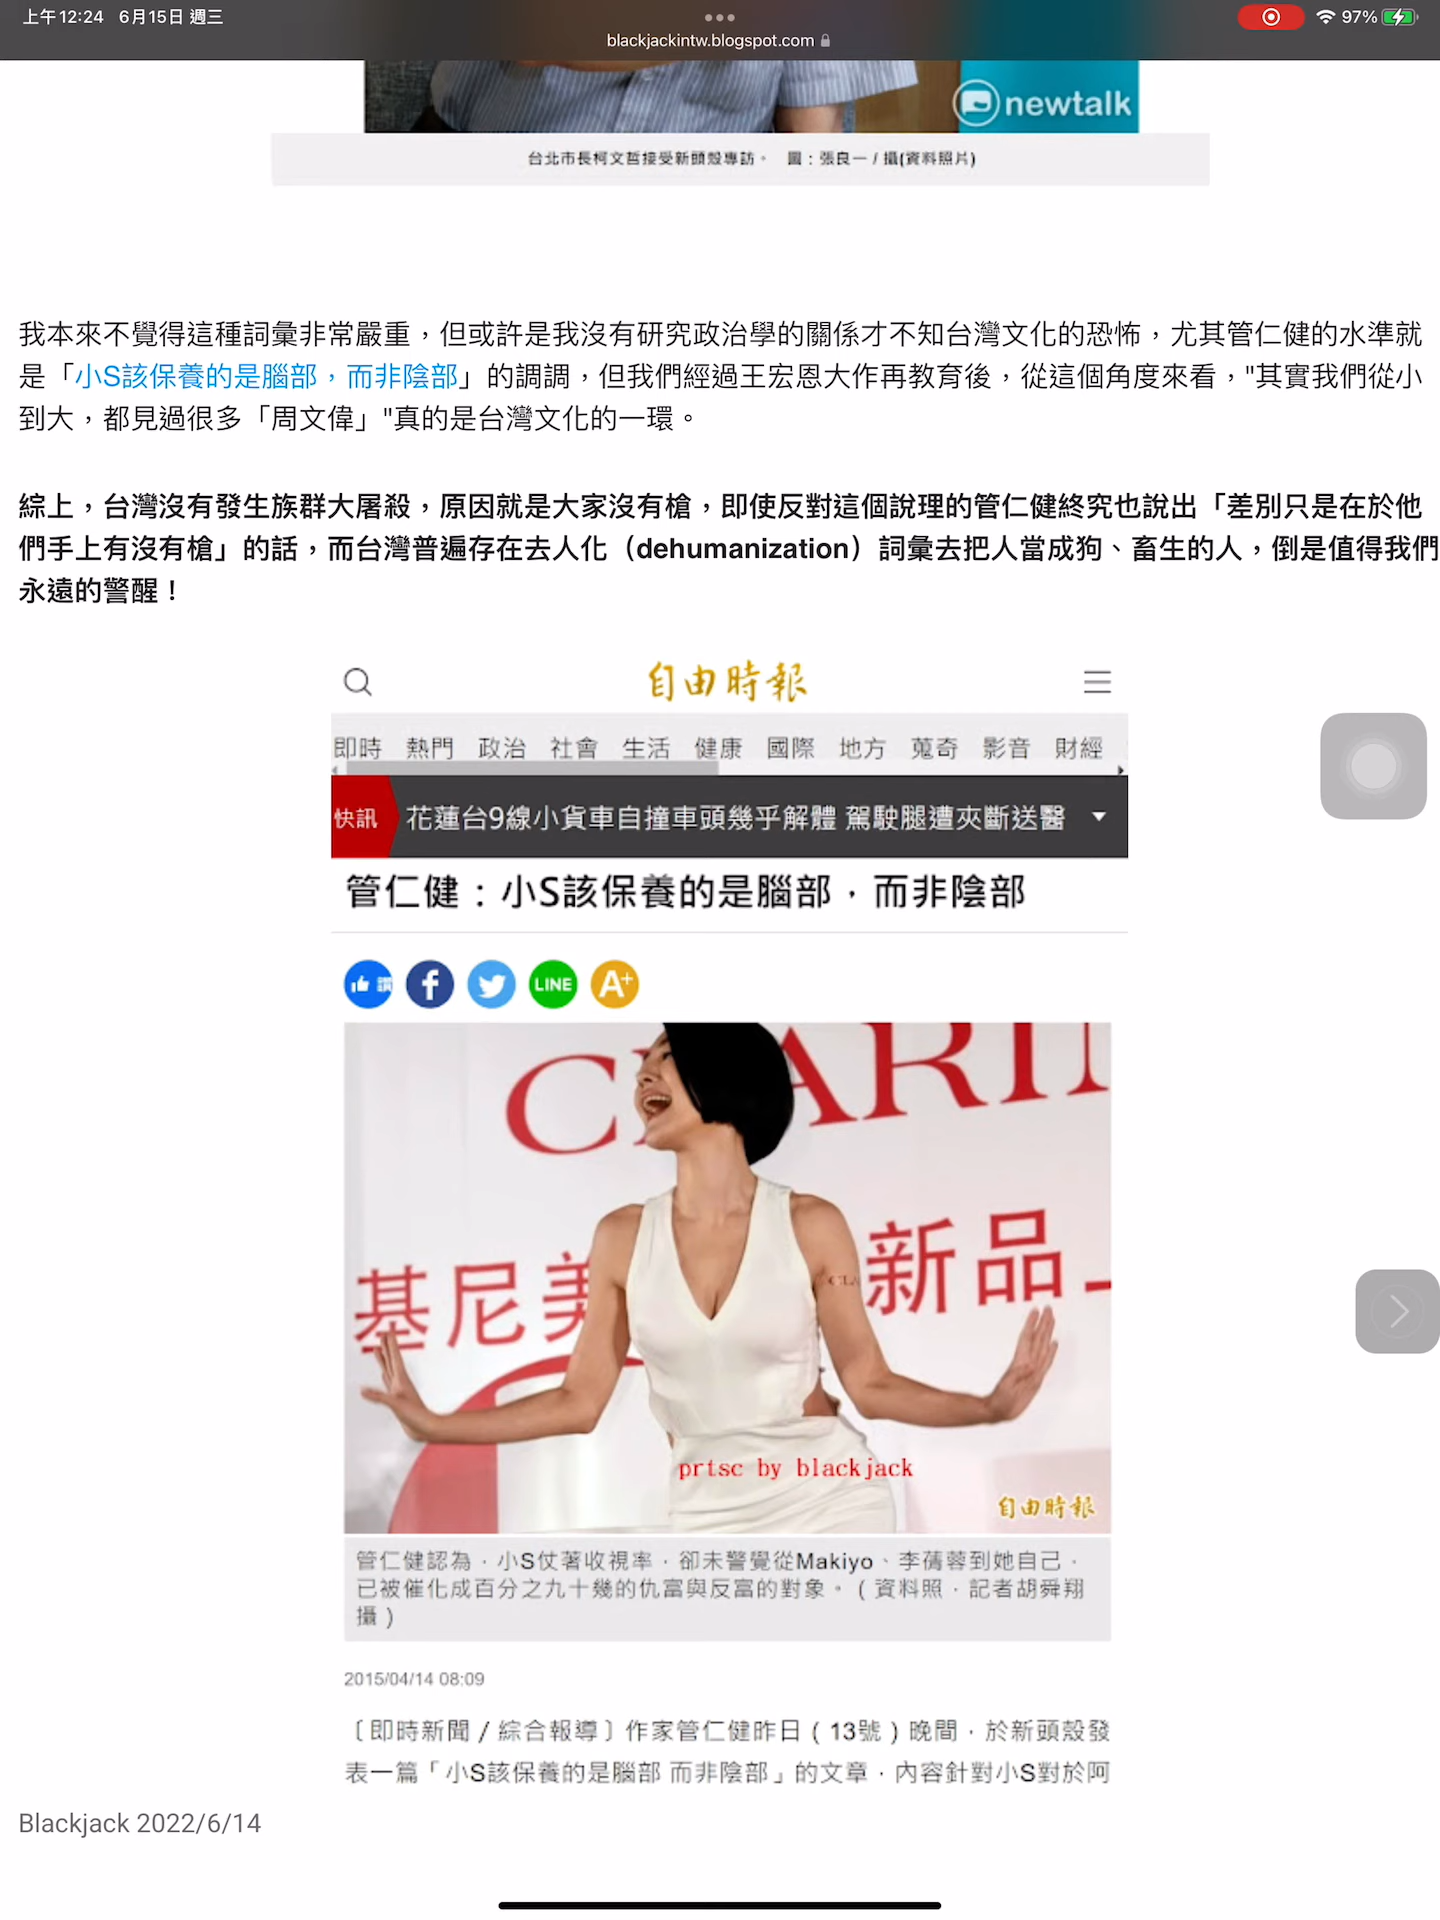 上午12:24 6月15日 週三
97%
blackjackintw.blogspot.com
newtalk
台北市長柯文哲接受新頭殼專訪。 圖:張良一 / 攝(資料照片)
我本來不覺得這種詞彙非常嚴重,但或許是我沒有研究政治學的關係才不知台灣文化的恐怖,尤其管仁健的水準就
是「小S該保養的是腦部,而非陰部」的調調,但我們經過王宏恩大作再教育後,從這個角度來看,"其實我們從小
到大,都見過很多「周文偉」"真的是台灣文化的一環。
綜上,台灣沒有發生族群大屠殺,原因就是大家沒有槍,即使反對這個說理的管仁健終究也說出「差別只是在於他
們手上有沒有槍」的話,而台灣普遍存在去人化(dehumanization)詞彙去把人當成狗、畜生的人,倒是值得我們
永遠的警醒!
自由時報
即時 熱門 政治 社會 生活 健康 國際 地方 蒐奇 影音 財經
快訊 花蓮台9線小貨車自撞車頭幾乎解體 駕駛腿遭夾斷送醫
管仁健:小S該保養的是腦部,而非陰部
讚 f LINE A+
CLARIN
基尼美 新品上
CLA
prtsc by blackjack
自由時報
管仁健認為,小S仗著收視率,卻未警覺從Makiyo、李蒨蓉到她自己,
已被催化成百分之九十幾的仇富與反富的對象。(資料照,記者胡舜翔
攝)
2015/04/14 08:09
〔即時新聞/綜合報導〕作家管仁健昨日(13號)晚間,於新頭殼發
表一篇「小S該保養的是腦部 而非陰部」的文章,內容針對小S對於阿
Blackjack 2022/6/14